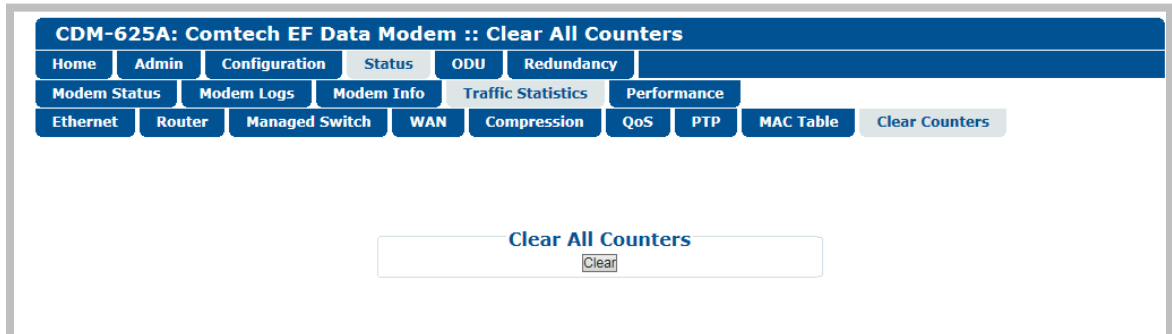 CDM-625A: Comtech EF Data Modem :: Clear All Counters
Home Admin Configuration Status ODU Redundancy
Modem Status Modem Logs Modem Info Traffic Statistics Performance
Ethernet Router Managed Switch WAN Compression QoS PTP MAC Table Clear Counters
Clear All Counters
Clear